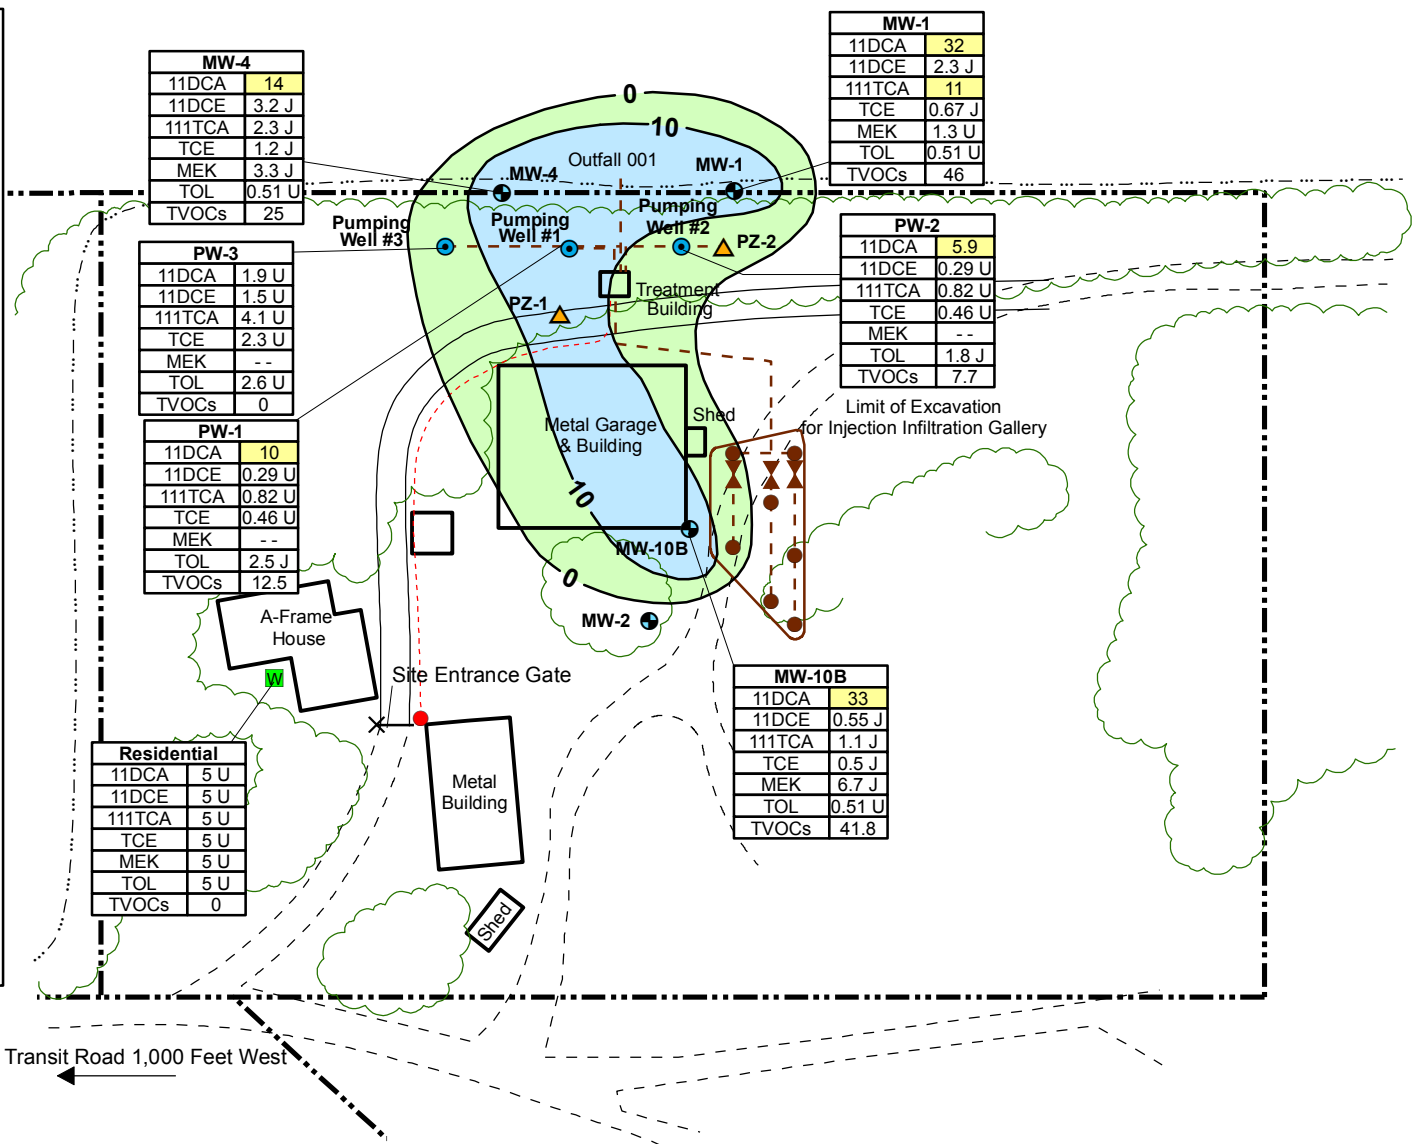 MW-4
11DCA 14
11DCE 3.2 J
111TCA 2.3 J
TCE 1.2 J
MEK 3.3 J
TOL 0.51 U
TVOCs 25
MW-1
11DCA 32
11DCE 2.3 J
111TCA 11
TCE 0.67 J
MEK 1.3 U
TOL 0.51 U
TVOCs 46
0
10
Outfall 001
MW-4
MW-1
Pumping
Well #3
Pumping
Well #1
Pumping
Well #2
PZ-2
PW-3
11DCA 1.9 U
11DCE 1.5 U
111TCA 4.1 U
TCE 2.3 U
MEK - -
TOL 2.6 U
TVOCs 0
PW-2
11DCA 5.9
11DCE 0.29 U
111TCA 0.82 U
TCE 0.46 U
MEK - -
TOL 1.8 J
TVOCs 7.7
PZ-1
Treatment
Building
PW-1
11DCA 10
11DCE 0.29 U
111TCA 0.82 U
TCE 0.46 U
MEK - -
TOL 2.5 J
TVOCs 12.5
Metal Garage
& Building
Shed
Limit of Excavation
for Injection Infiltration Gallery
10
MW-10B
0
MW-2
A-Frame
House
W
Site Entrance Gate
MW-10B
11DCA 33
11DCE 0.55 J
111TCA 1.1 J
TCE 0.5 J
MEK 6.7 J
TOL 0.51 U
TVOCs 41.8
Residential
11DCA 5 U
11DCE 5 U
111TCA 5 U
TCE 5 U
MEK 5 U
TOL 5 U
TVOCs 0
Metal
Building
Shed
Transit Road 1,000 Feet West